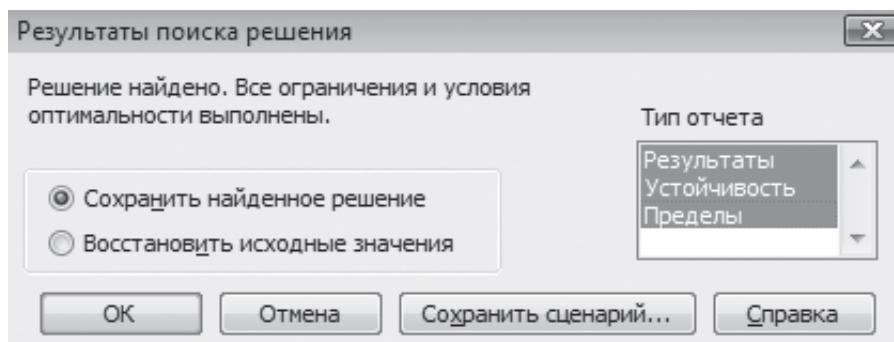 Результаты поиска решения
Решение найдено. Все ограничения и условия
оптимальности выполнены.
Тип отчета
Результаты
Устойчивость
Пределы
Сохранить найденное решение
Восстановить исходные значения
ОК
Отмена
Сохранить сценарий...
Справка